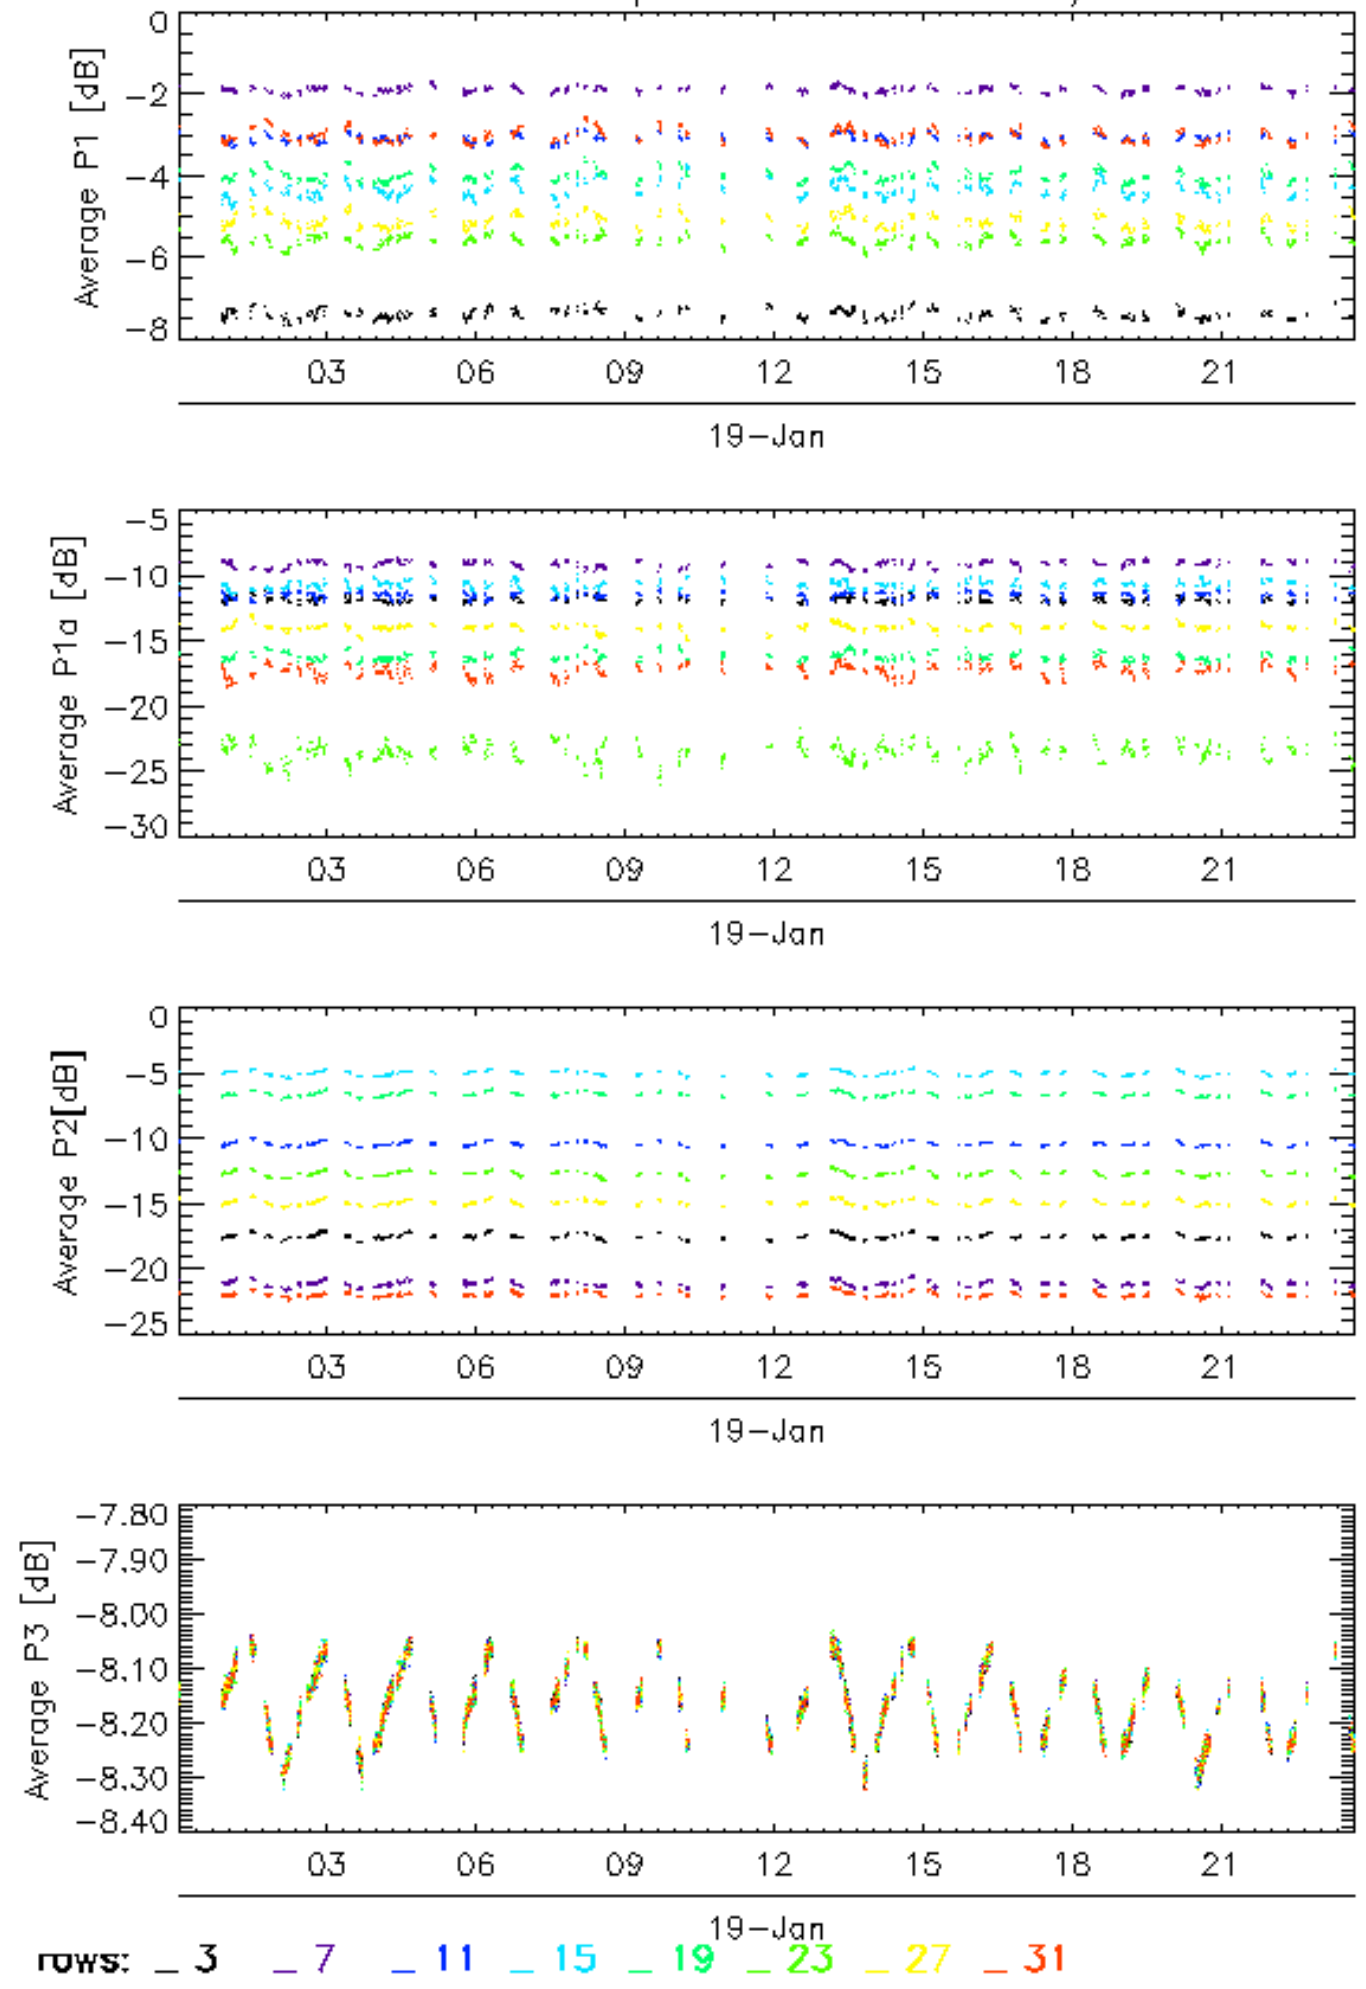 Average P1 [dB]
0
−2
−4
−6
−8
03 06 09 12 15 18 21
19−Jan
Average P1a [dB]
−5
−10
−15
−20
−25
−30
03 06 09 12 15 18 21
19−Jan
Average P2[dB]
0
−5
−10
−15
−20
−25
03 06 09 12 15 18 21
19−Jan
Average P3 [dB]
−7.80
−7.90
−8.00
−8.10
−8.20
−8.30
−8.40
03 06 09 12 15 18 21
19−Jan
rows: _ 3 _ 7 _ 11 _ 15 _ 19 _ 23 _ 27 _ 31